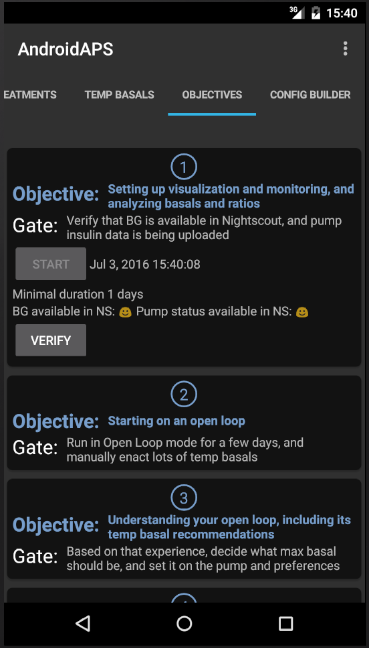 3G 15:40
AndroidAPS
EATMENTS TEMP BASALS OBJECTIVES CONFIG BUILDER
1
Objective: Setting up visualization and monitoring, and
analyzing basals and ratios
Gate: Verify that BG is available in Nightscout, and pump
insulin data is being uploaded
START Jul 3, 2016 15:40:08
Minimal duration 1 days
BG available in NS: Pump status available in NS:
VERIFY
2
Objective: Starting on an open loop
Gate: Run in Open Loop mode for a few days, and
manually enact lots of temp basals
3
Objective: Understanding your open loop, including its
temp basal recommendations
Gate: Based on that experience, decide what max basal
should be, and set it on the pump and preferences